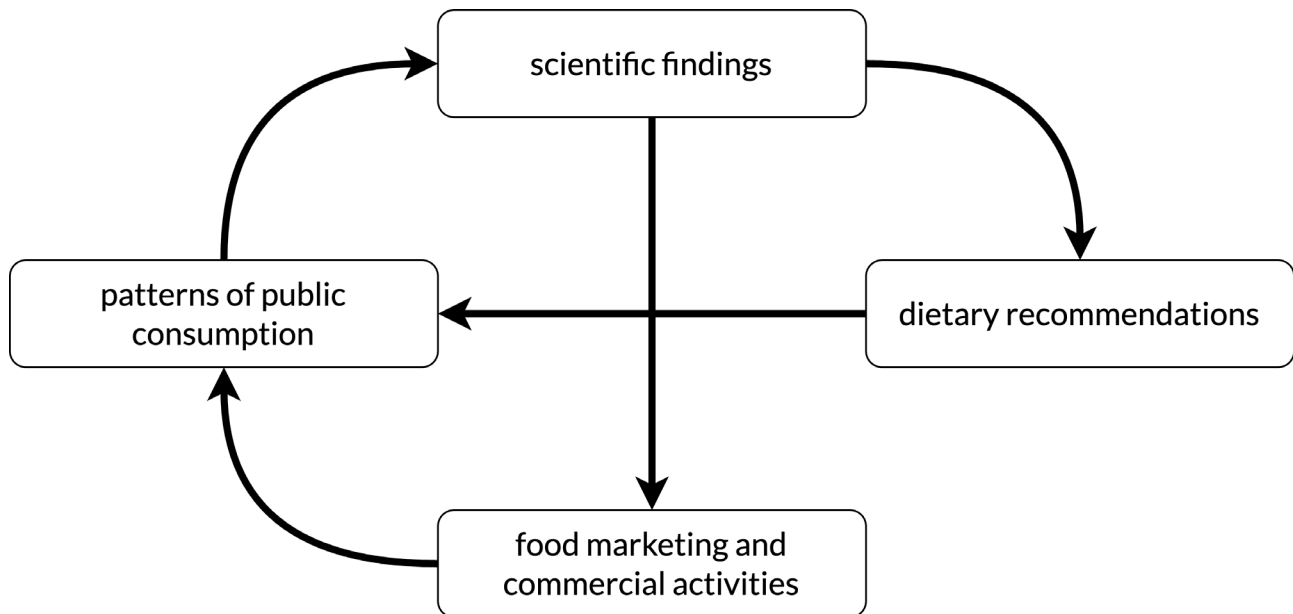 scientific findings
patterns of public
consumption
dietary recommendations
food marketing and
commercial activities